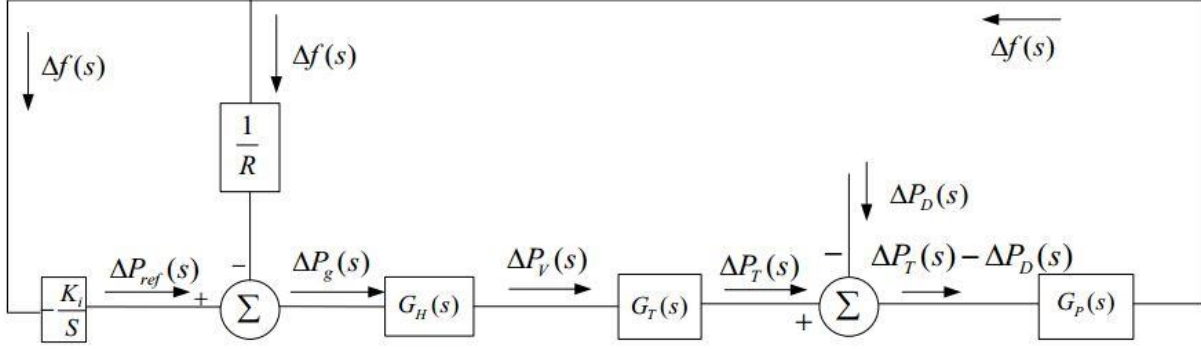 Δf(s)
Δf(s)
Δf(s)
1
R
ΔP_D(s)
-
-
ΔP_ref(s)
ΔP_g(s)
ΔP_V(s)
ΔP_T(s)
ΔP_T(s) − ΔP_D(s)
− K_i
S
+
Σ
G_H(s)
G_T(s)
+
Σ
G_P(s)